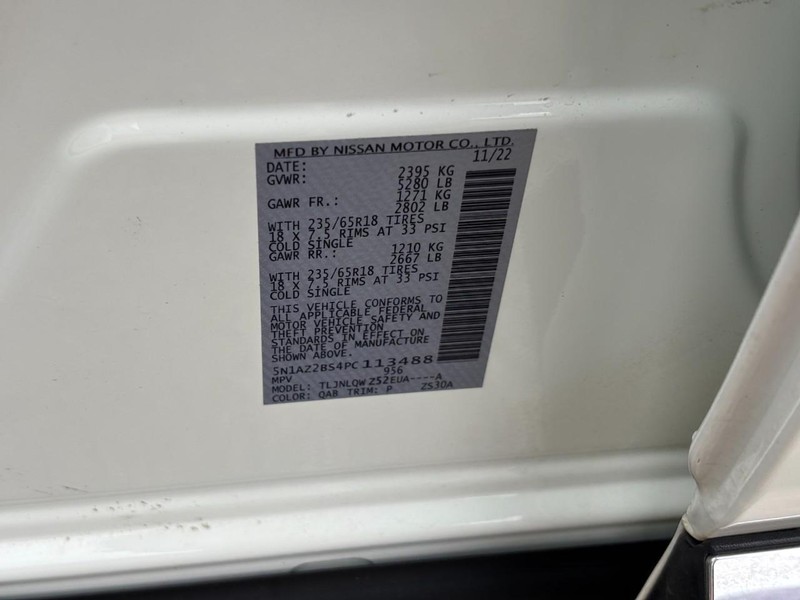 MFD BY NISSAN MOTOR CO., LTD.
DATE: 11/22
GVWR: 2395 KG
5280 LB
GAWR FR.: 1271 KG
2802 LB
WITH 235/65R18 TIRES
18 X 7.5 RIMS AT 33 PSI
COLD SINGLE
GAWR RR.: 1210 KG
2667 LB
WITH 235/65R18 TIRES
18 X 7.5 RIMS AT 33 PSI
COLD SINGLE
THIS VEHICLE CONFORMS TO
ALL APPLICABLE FEDERAL
MOTOR VEHICLE SAFETY AND
THEFT PREVENTION
STANDARDS IN EFFECT ON
THE DATE OF MANUFACTURE
SHOWN ABOVE.
5N1AZ2BS4PC113488
MPV 956
MODEL: TLJNLQWZ52EUA----A
COLOR: QAB TRIM: P ZS30A